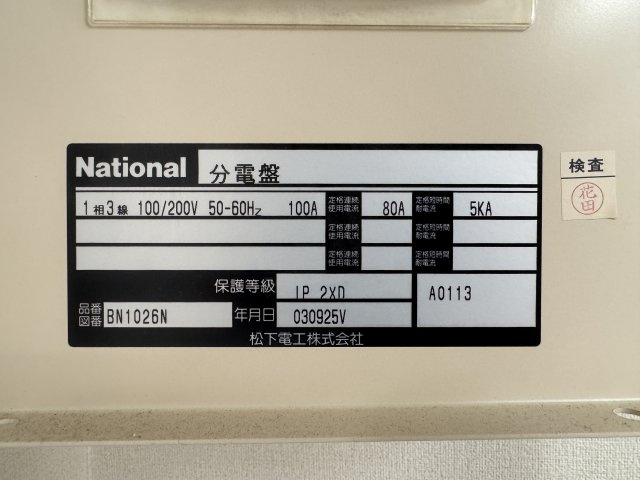 National 分電盤
1相3線 100/200V 50-60Hz 100A 定格連続使用電流 80A 定格短時間耐電流 5KA
定格連続使用電流 定格短時間耐電流
定格連続使用電流 定格短時間耐電流
保護等級 IP 2XD A0113
品番 図番 BN1026N 年月日 030925V
松下電工株式会社
検査
花田